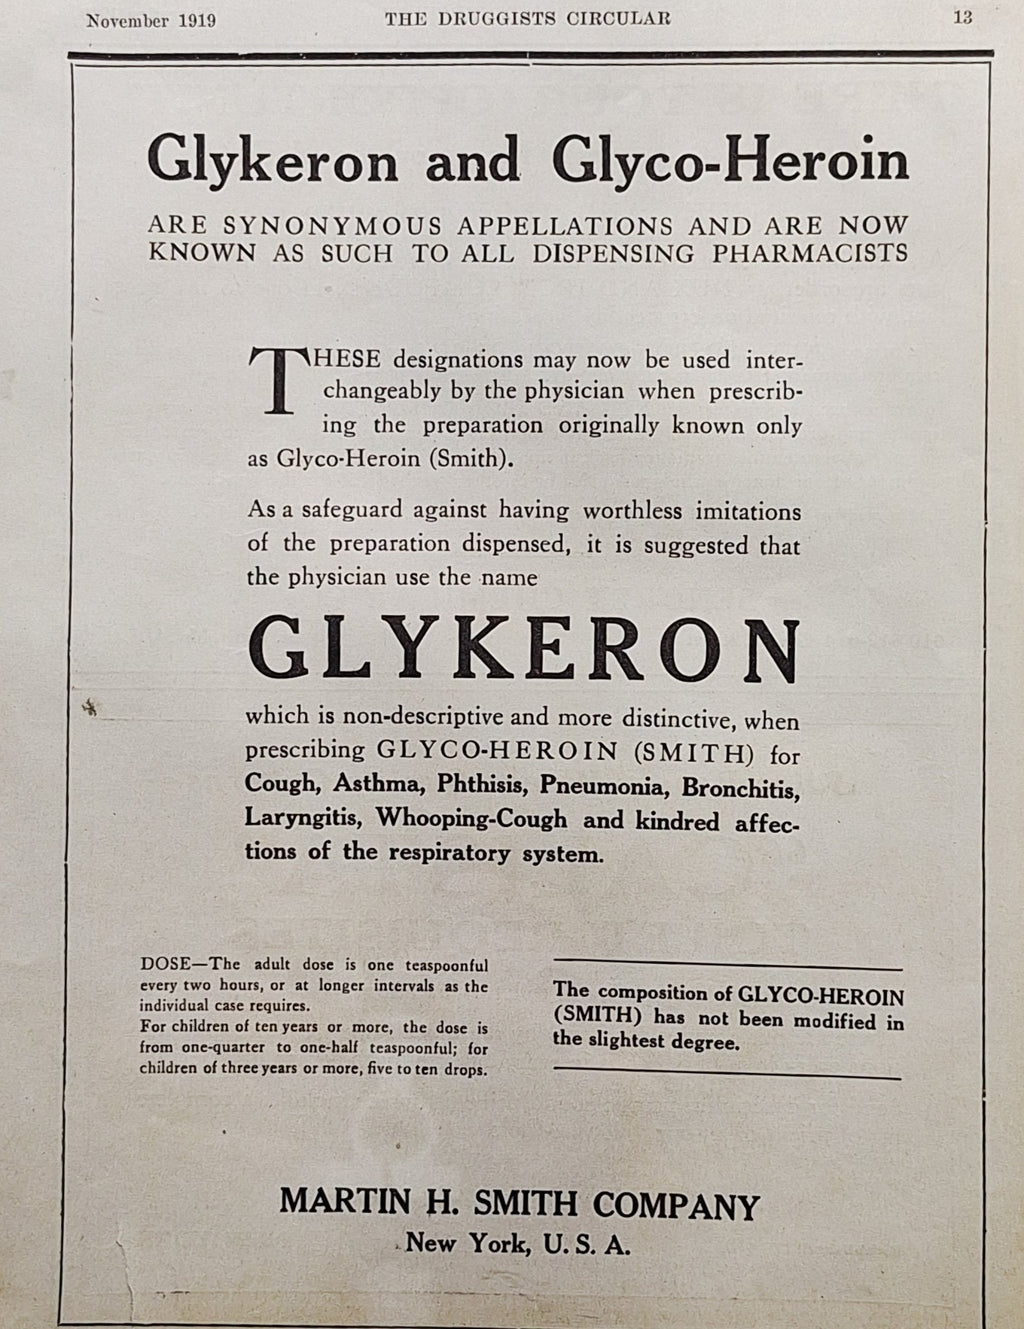 November 1919 THE DRUGGISTS CIRCULAR 13
Glykeron and Glyco-Heroin
ARE SYNONYMOUS APPELLATIONS AND ARE NOW
KNOWN AS SUCH TO ALL DISPENSING PHARMACISTS
THESE designations may now be used inter-
changeably by the physician when prescrib-
ing the preparation originally known only
as Glyco-Heroin (Smith).
As a safeguard against having worthless imitations
of the preparation dispensed, it is suggested that
the physician use the name
GLYKERON
which is non-descriptive and more distinctive, when
prescribing GLYCO-HEROIN (SMITH) for
Cough, Asthma, Phthisis, Pneumonia, Bronchitis,
Laryngitis, Whooping-Cough and kindred affec-
tions of the respiratory system.
DOSE—The adult dose is one teaspoonful
every two hours, or at longer intervals as the
individual case requires.
For children of ten years or more, the dose is
from one-quarter to one-half teaspoonful; for
children of three years or more, five to ten drops.
The composition of GLYCO-HEROIN
(SMITH) has not been modified in
the slightest degree.
MARTIN H. SMITH COMPANY
New York, U. S. A.